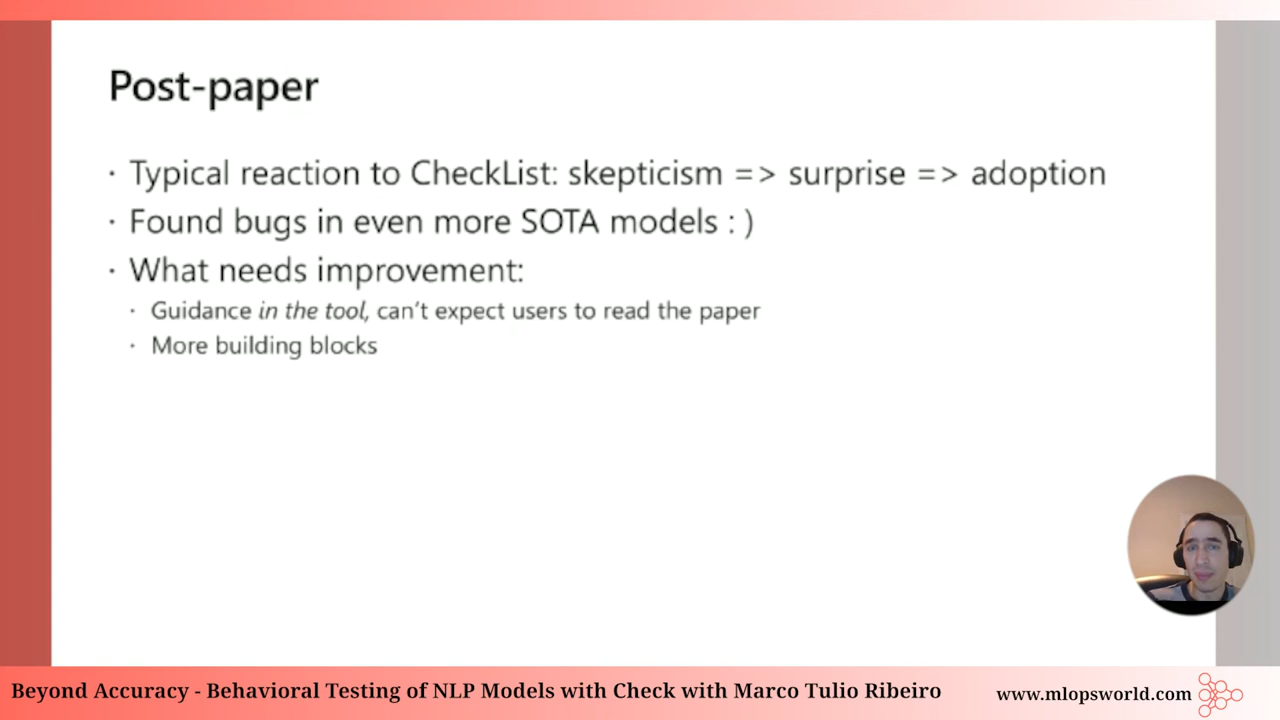 Post-paper
· Typical reaction to CheckList: skepticism => surprise => adoption
· Found bugs in even more SOTA models : )
· What needs improvement:
· Guidance in the tool, can't expect users to read the paper
· More building blocks
Beyond Accuracy - Behavioral Testing of NLP Models with Check with Marco Tulio Ribeiro
www.mlopsworld.com